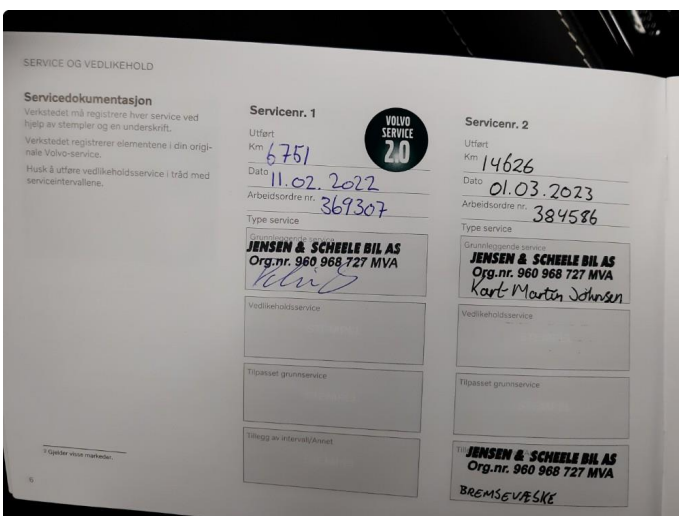 SERVICE OG VEDLIKEHOLD
Servicedokumentasjon
Verkstedet må registrere hver service ved
hjelp av stempler og en underskrift.
Verkstedet registrerer elementene i din origi-
nale Volvo-service.
Husk å utføre vedlikeholdsservice i tråd med
serviceintervallene.
Servicenr. 1
VOLVO
SERVICE
2.0
Utført
Km 6751
Dato 11.02.2022
Arbeidsordre nr. 369307
Type service
Grunnleggende service
JENSEN & SCHEELE BIL AS
Org.nr. 960 968 727 MVA
Vedlikeholdsservice
Tilpasset grunnservice
Tillegg av intervall/Annet
Servicenr. 2
Utført
Km 14626
Dato 01.03.2023
Arbeidsordre nr. 384586
Type service
Grunnleggende service
JENSEN & SCHEELE BIL AS
Org.nr. 960 968 727 MVA
Karl Martin Johnsen
Vedlikeholdsservice
Tilpasset grunnservice
JENSEN & SCHEELE BIL AS
Org.nr. 960 968 727 MVA
BREMSEVÆSKE
Gjelder visse markeder.